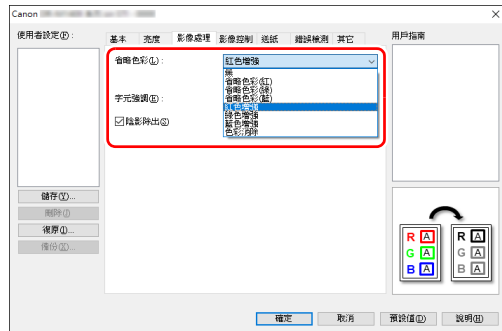 Canon
使用者設定(P):
用戶指南
基本 亮度 影像處理 影像控制 送紙 錯誤檢測 其它
省略色彩(L):
紅色增強
無
省略色彩(紅)
省略色彩(綠)
省略色彩(藍)
紅色增強
綠色增強
藍色增強
色彩消除
字元強調(E):
陰影除出(S)
儲存(Y)...
刪除(J)
復原(J)...
備份(X)...
R A R A
G A G A
B A B A
確定 取消 預設值(D) 說明(H)